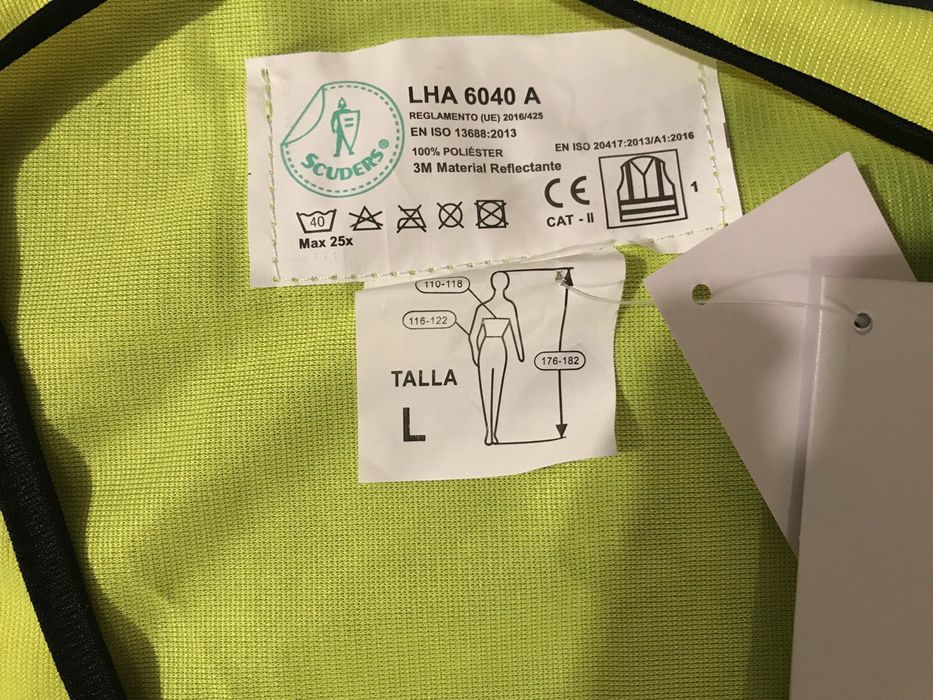 LHA 6040 A
REGLAMENTO (UE) 2016/425
EN ISO 13688:2013
100% POLIÉSTER
3M Material Reflectante
EN ISO 20417:2013/A1:2016
SCUDERS®
CE
CAT - II
1
40
Max 25x
110-118
116-122
176-182
TALLA
L